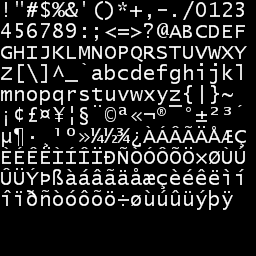 !"#$%&'()*+,-./0123
456789:;<=>?@ABCDEF
GHIJKLMNOPQRSTUVWXY
Z[\]^_`abcdefghijkl
mnopqrstuvwxyz{|}~
¡¢£¤¥¦§¨©ª«¬®¯°±²³´
µ¶·¸¹º»¼½¾¿ÀÁÂÃÄÅÆÇ
ÈÉÊËÌÍÎÏÐÑÒÓÔÕÖ×ØÙÚ
ÛÜÝÞßàáâãäåæçèéêëìí
îïðñòóôõö÷øùúûüýþÿ